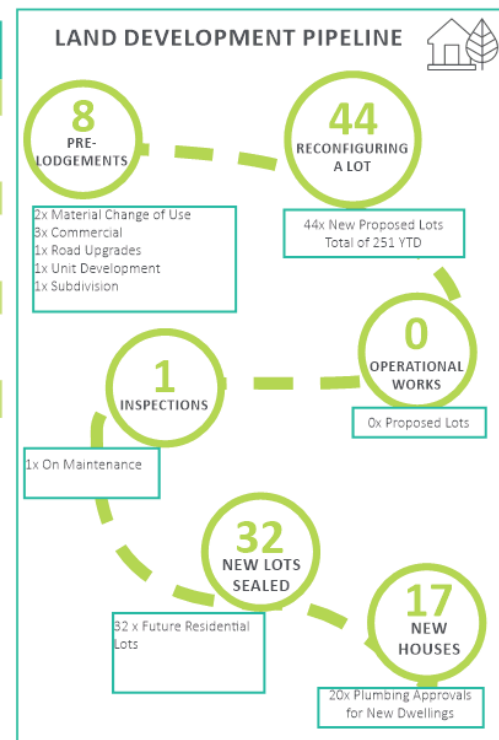 LAND DEVELOPMENT PIPELINE
8
PRE-
LODGEMENTS
2x Material Change of Use
3x Commercial
1x Road Upgrades
1x Unit Development
1x Subdivision
44
RECONFIGURING
A LOT
44x New Proposed Lots
Total of 251 YTD
0
OPERATIONAL
WORKS
0x Proposed Lots
1
INSPECTIONS
1x On Maintenance
32
NEW LOTS
SEALED
32 x Future Residential
Lots
17
NEW
HOUSES
20x Plumbing Approvals
for New Dwellings